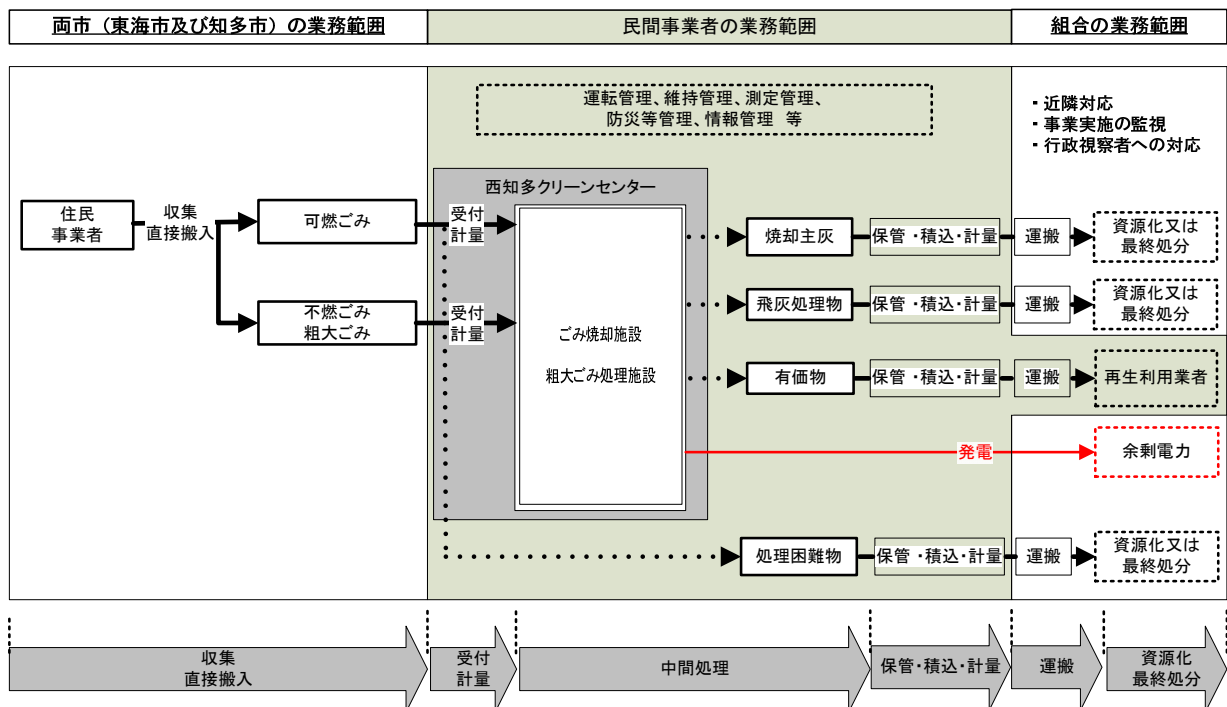 両市（東海市及び知多市）の業務範囲
民間事業者の業務範囲
組合の業務範囲
運転管理、維持管理、測定管理、
防災等管理、情報管理 等
・近隣対応
・事業実施の監視
・行政視察者への対応
西知多クリーンセンター
住民
事業者
収集
直接搬入
可燃ごみ
受付
計量
不燃ごみ
粗大ごみ
受付
計量
ごみ焼却施設
粗大ごみ処理施設
焼却主灰
保管・積込・計量
運搬
資源化又は
最終処分
飛灰処理物
保管・積込・計量
運搬
資源化又は
最終処分
有価物
保管・積込・計量
運搬
再生利用業者
発電
余剰電力
処理困難物
保管・積込・計量
運搬
資源化又は
最終処分
収集
直接搬入
受付
計量
中間処理
保管・積込・計量
運搬
資源化
最終処分